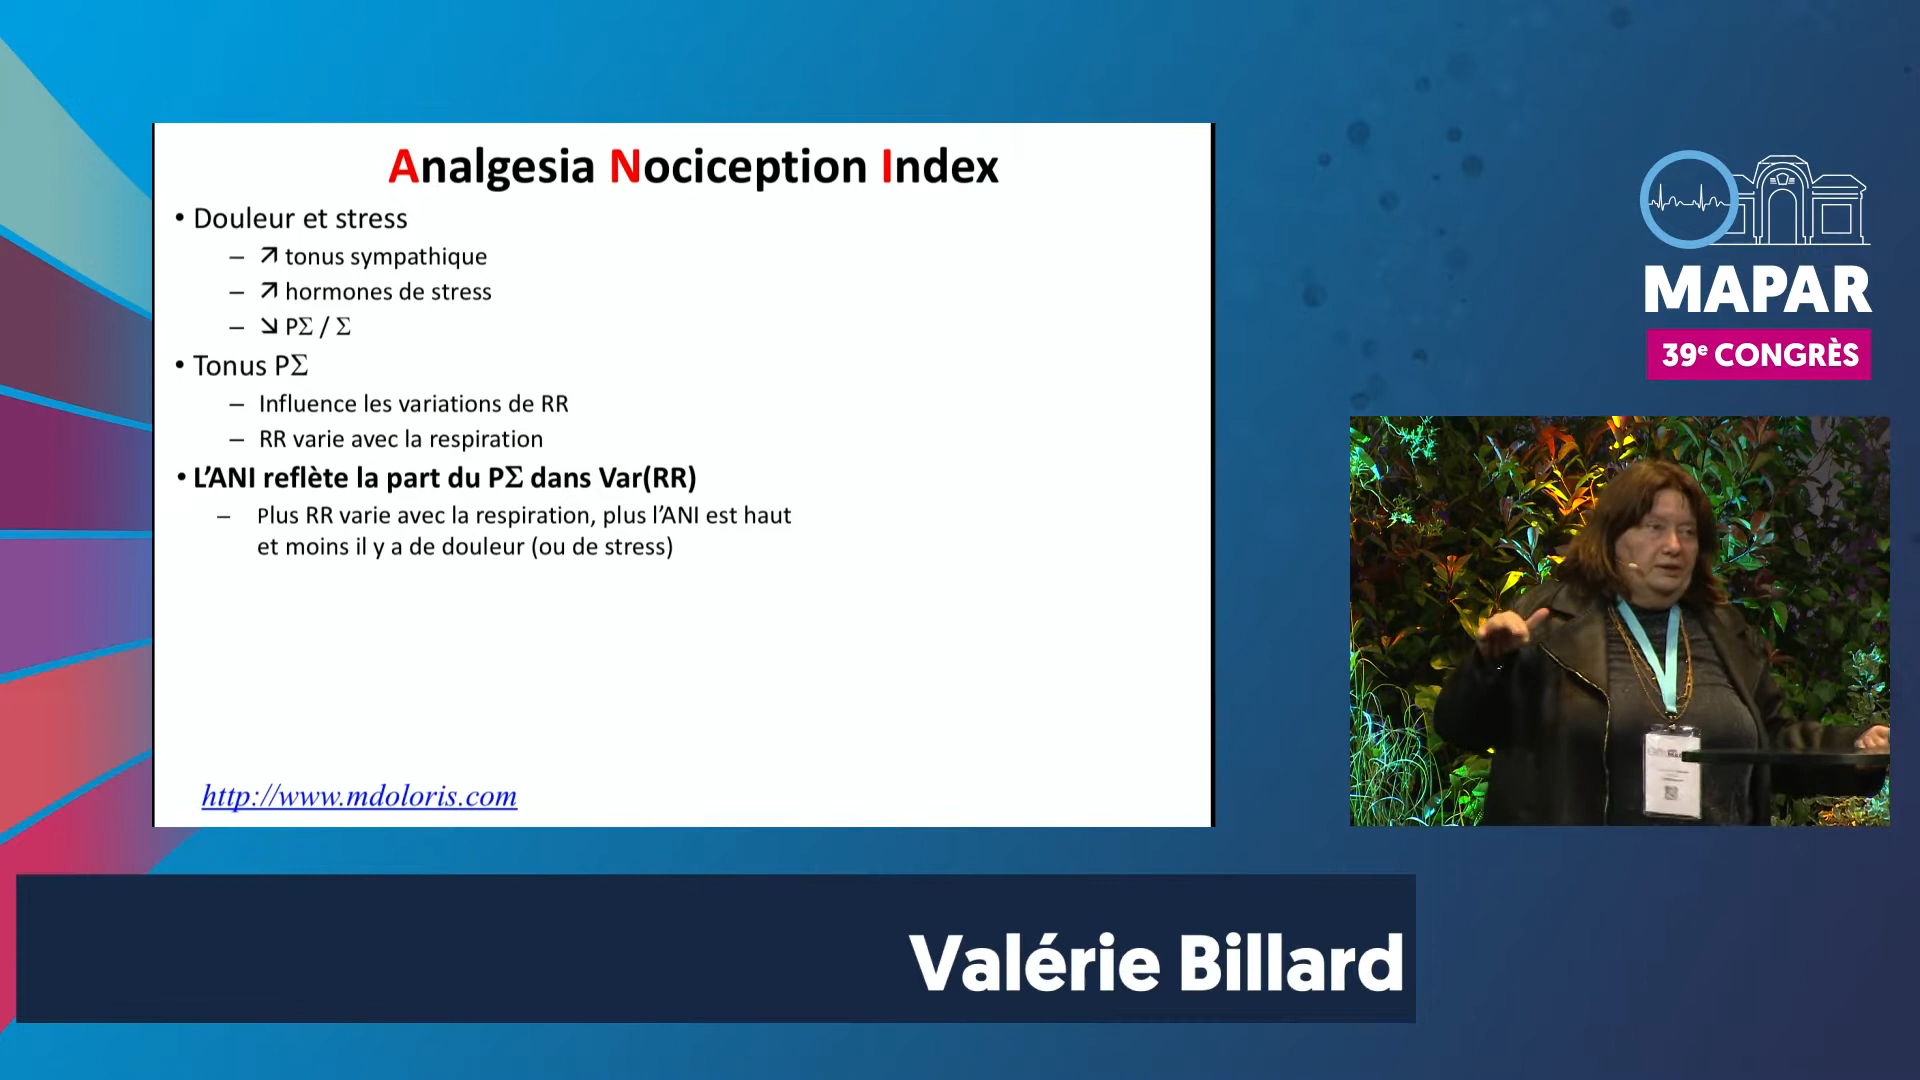 Analgesia Nociception Index
• Douleur et stress
– ↗ tonus sympathique
– ↗ hormones de stress
– ↘ PΣ / Σ
• Tonus PΣ
– Influence les variations de RR
– RR varie avec la respiration
• L’ANI reflète la part du PΣ dans Var(RR)
– Plus RR varie avec la respiration, plus l’ANI est haut
et moins il y a de douleur (ou de stress)
http://www.mdoloris.com
MAPAR
39e CONGRÈS
Valérie Billard